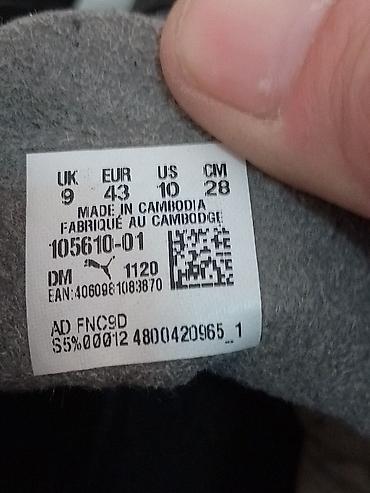 UK EUR US CM
9 43 10 28
MADE IN CAMBODIA
FABRIQUÉ AU CAMBODGE
105610-01
DM 1120
EAN:4060981083870
AD FNC9D
S5%00012 4800420965_1